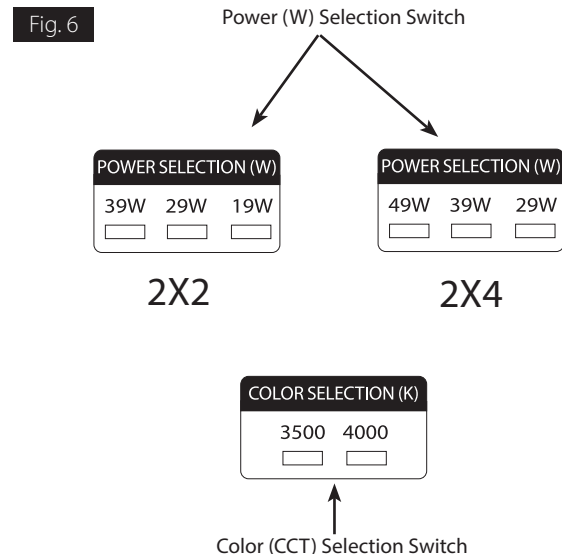 Fig. 6
Power (W) Selection Switch
POWER SELECTION (W)
39W 29W 19W
2X2
POWER SELECTION (W)
49W 39W 29W
2X4
COLOR SELECTION (K)
3500 4000
Color (CCT) Selection Switch